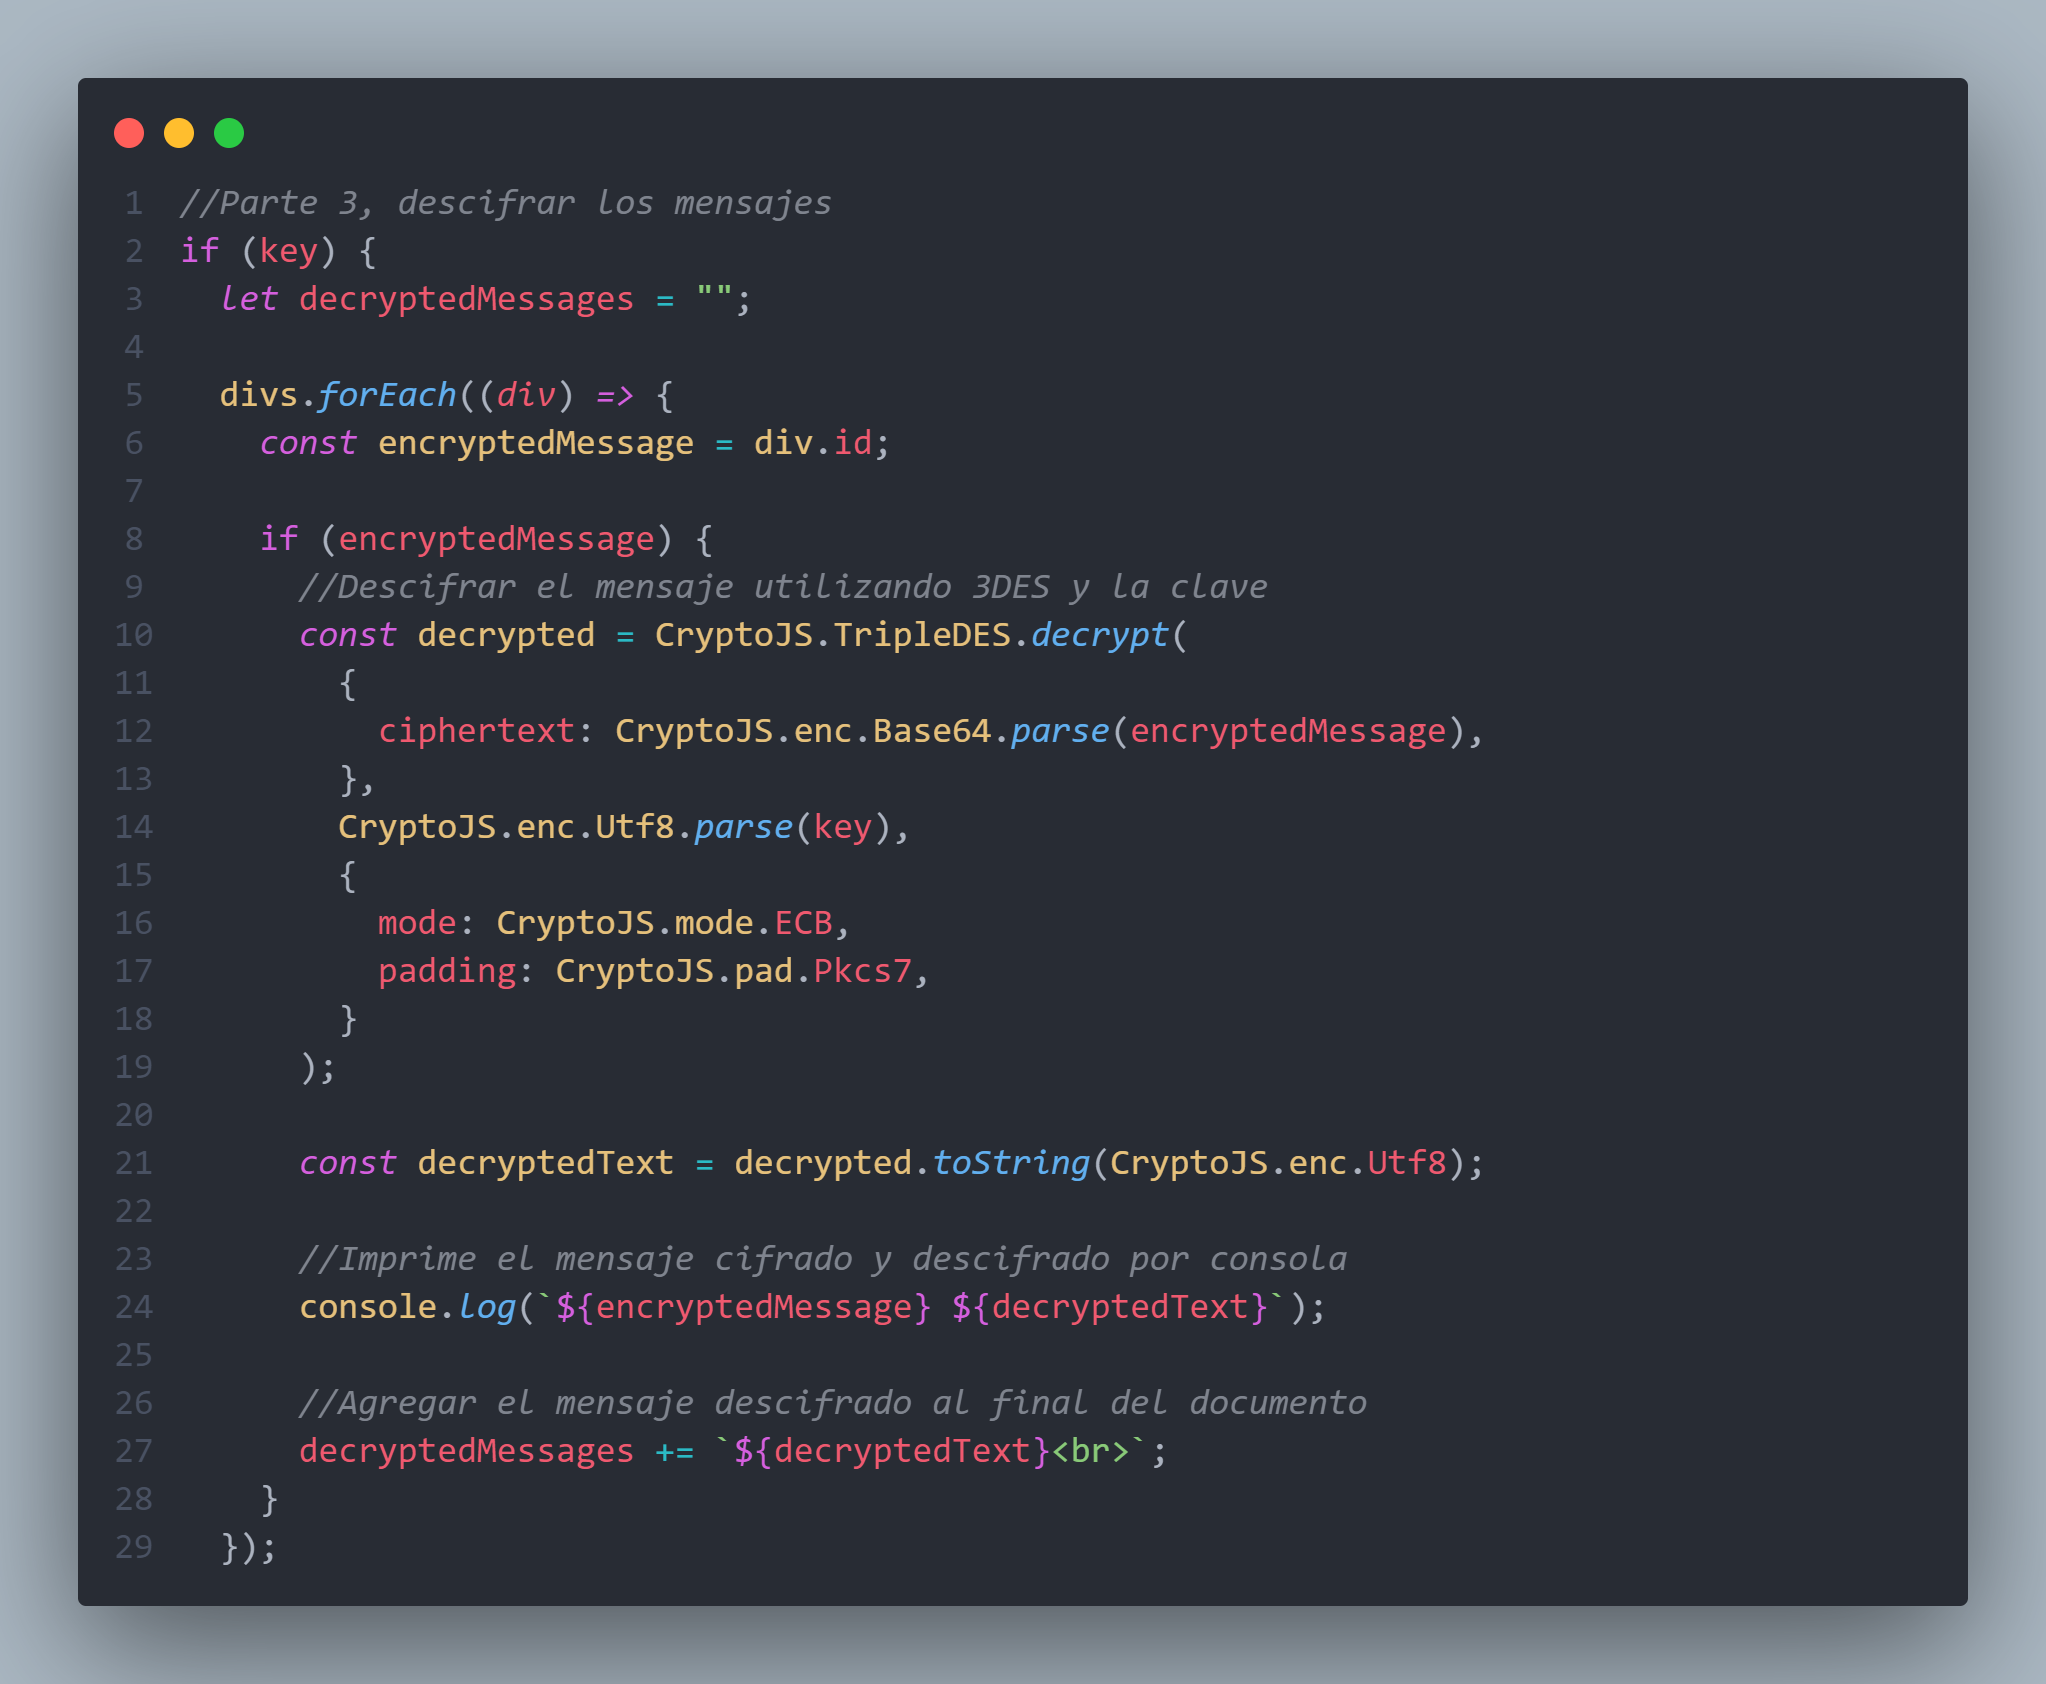 1 //Parte 3, descifrar los mensajes
2 if (key) {
3   let decryptedMessages = "";
4
5   divs.forEach((div) => {
6     const encryptedMessage = div.id;
7
8     if (encryptedMessage) {
9       //Descifrar el mensaje utilizando 3DES y la clave
10       const decrypted = CryptoJS.TripleDES.decrypt(
11         {
12           ciphertext: CryptoJS.enc.Base64.parse(encryptedMessage),
13         },
14         CryptoJS.enc.Utf8.parse(key),
15         {
16           mode: CryptoJS.mode.ECB,
17           padding: CryptoJS.pad.Pkcs7,
18         }
19       );
20
21       const decryptedText = decrypted.toString(CryptoJS.enc.Utf8);
22
23       //Imprime el mensaje cifrado y descifrado por consola
24       console.log(`${encryptedMessage} ${decryptedText}`);
25
26       //Agregar el mensaje descifrado al final del documento
27       decryptedMessages += `${decryptedText}<br>`;
28     }
29   });